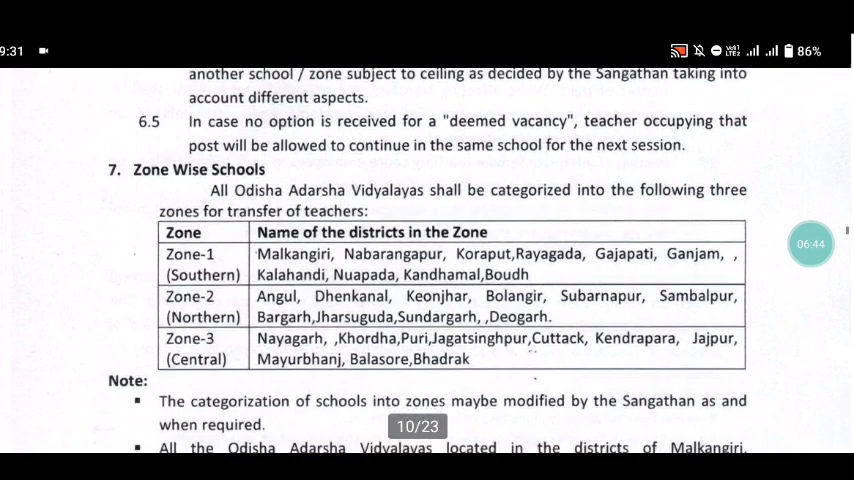 9:31
Vo1 LTE2 86%
another school / zone subject to ceiling as decided by the Sangathan taking into
account different aspects.
6.5 In case no option is received for a "deemed vacancy", teacher occupying that
post will be allowed to continue in the same school for the next session.
7. Zone Wise Schools
All Odisha Adarsha Vidyalayas shall be categorized into the following three
zones for transfer of teachers:
Zone Name of the districts in the Zone
Zone-1 Malkangiri, Nabarangapur, Koraput,Rayagada, Gajapati, Ganjam, ,
(Southern) Kalahandi, Nuapada, Kandhamal,Boudh
Zone-2 Angul, Dhenkanal, Keonjhar, Bolangir, Subarnapur, Sambalpur,
(Northern) Bargarh,Jharsuguda,Sundargarh, ,Deogarh.
Zone-3 Nayagarh, ,Khordha,Puri,Jagatsinghpur,Cuttack, Kendrapara, Jajpur,
(Central) Mayurbhanj, Balasore,Bhadrak
06:44
Note:
▪ The categorization of schools into zones maybe modified by the Sangathan as and
when required.
10/23
▪ All the Odisha Adarsha Vidyalayas located in the districts of Malkangiri,